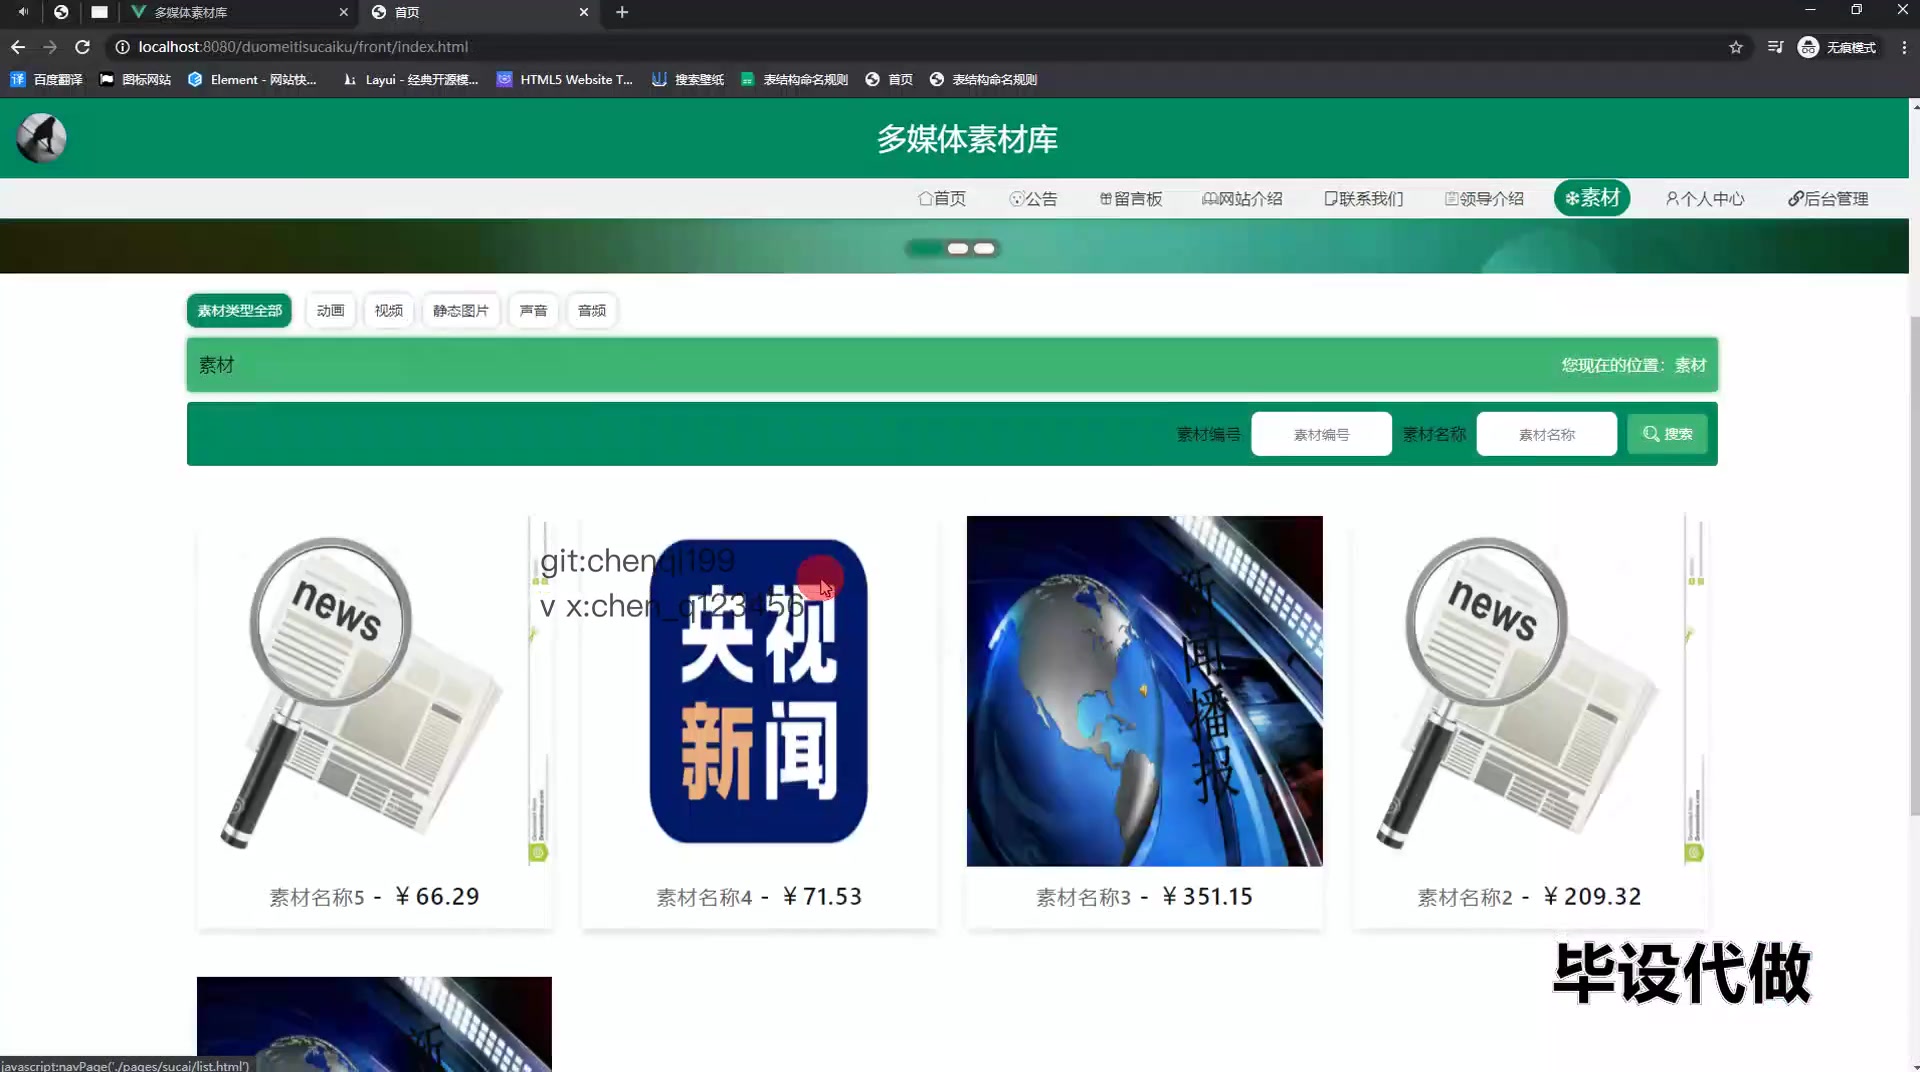 多媒体素材库
首页
localhost:8080/duomeitisucaiku/front/index.html
无痕模式
百度翻译
图标网站
Element - 网站快...
Layui - 经典开源模...
HTML5 Website T...
搜索壁纸
表结构命名规则
首页
表结构命名规则
多媒体素材库
首页
公告
留言板
网站介绍
联系我们
领导介绍
素材
个人中心
后台管理
素材类型全部
动画
视频
静态图片
声音
音频
素材
您现在的位置：素材
素材编号
素材编号
素材名称
素材名称
搜索
news
git:chenqi199
v x:chen_q123456
央视
新闻
新闻播报
news
素材名称5 - ￥66.29
素材名称4 - ￥71.53
素材名称3 - ￥351.15
素材名称2 - ￥209.32
毕设代做
javascript:navPage('./pages/sucai/list.html')